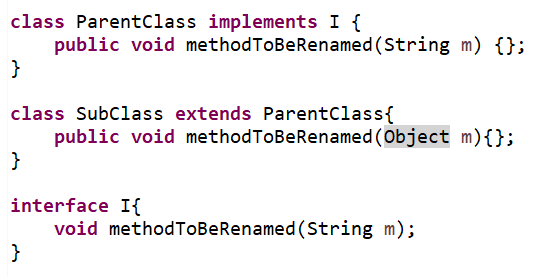 class ParentClass implements I {
    public void methodToBeRenamed(String m) {};
}
class SubClass extends ParentClass{
    public void methodToBeRenamed(Object m){};
}
interface I{
    void methodToBeRenamed(String m);
}